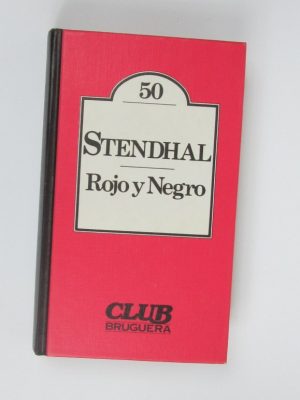 50
STENDHAL
Rojo y Negro
CLUB
BRUGUERA